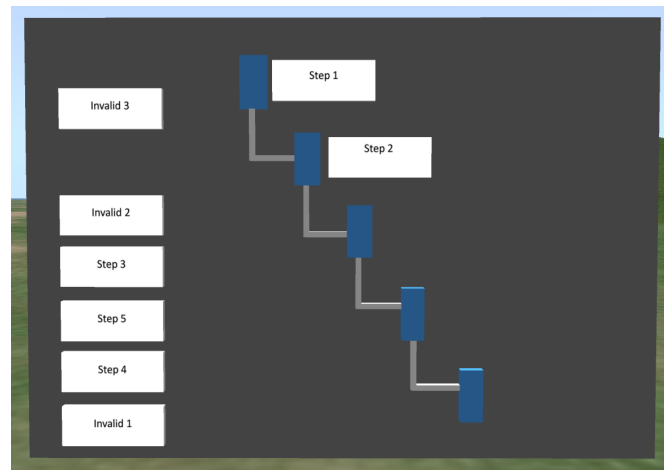 Step 1
Invalid 3
Step 2
Invalid 2
Step 3
Step 5
Step 4
Invalid 1